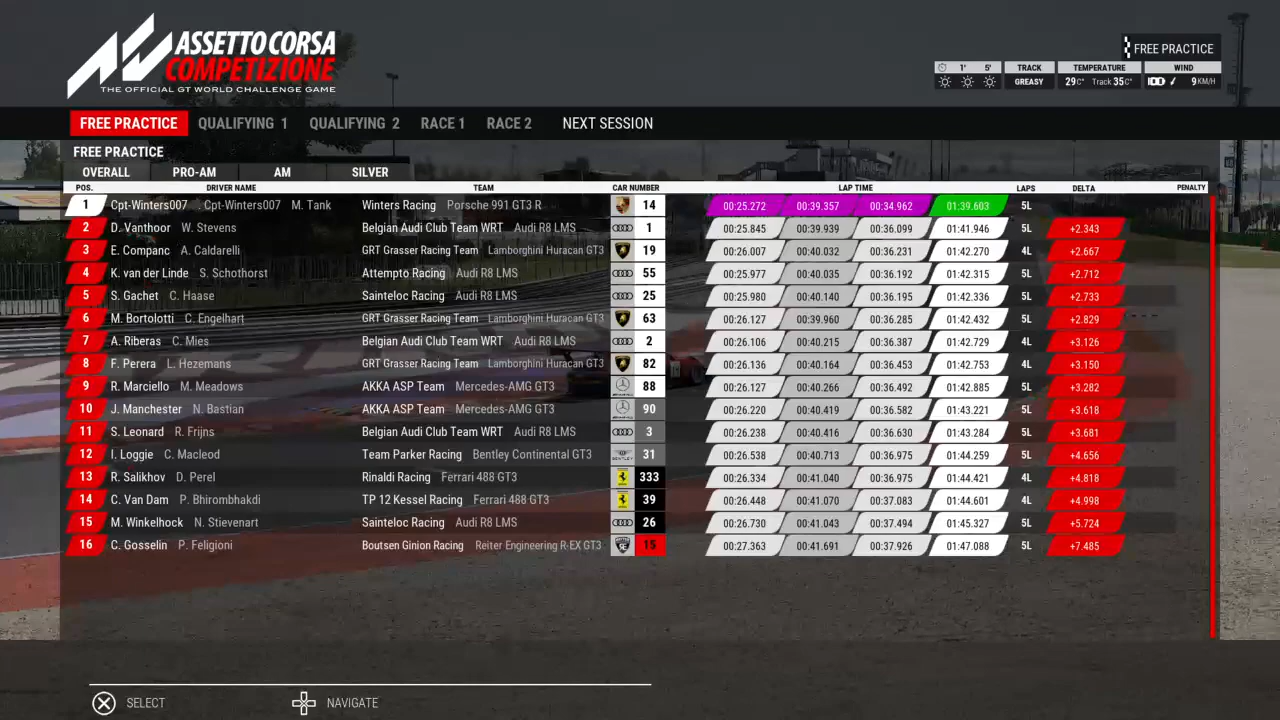 ASSETTO CORSA
COMPETIZIONE
THE OFFICIAL GT WORLD CHALLENGE GAME
FREE PRACTICE
1' 5' TRACK TEMPERATURE WIND
GREASY 29C° Track 35C° 9KM/H
FREE PRACTICE QUALIFYING 1 QUALIFYING 2 RACE 1 RACE 2 NEXT SESSION
FREE PRACTICE
OVERALL PRO-AM AM SILVER
POS. DRIVER NAME TEAM CAR NUMBER LAP TIME LAPS DELTA PENALTY
1 Cpt-Winters007 . Cpt-Winters007 M. Tank Winters Racing Porsche 991 GT3 R 14 00:25.272 00:39.357 00:34.962 01:39.603 5L
2 D. Vanthoor W. Stevens Belgian Audi Club Team WRT Audi R8 LMS 1 00:25.845 00:39.939 00:36.099 01:41.946 5L +2.343
3 E. Companc A. Caldarelli GRT Grasser Racing Team Lamborghini Huracan GT3 19 00:26.007 00:40.032 00:36.231 01:42.270 4L +2.667
4 K. van der Linde S. Schothorst Attempto Racing Audi R8 LMS 55 00:25.977 00:40.035 00:36.192 01:42.315 5L +2.712
5 S. Gachet C. Haase Sainteloc Racing Audi R8 LMS 25 00:25.980 00:40.140 00:36.195 01:42.336 5L +2.733
6 M. Bortolotti C. Engelhart GRT Grasser Racing Team Lamborghini Huracan GT3 63 00:26.127 00:39.960 00:36.285 01:42.432 5L +2.829
7 A. Riberas C. Mies Belgian Audi Club Team WRT Audi R8 LMS 2 00:26.106 00:40.215 00:36.387 01:42.729 4L +3.126
8 F. Perera L. Hezemans GRT Grasser Racing Team Lamborghini Huracan GT3 82 00:26.136 00:40.164 00:36.453 01:42.753 4L +3.150
9 R. Marciello M. Meadows AKKA ASP Team Mercedes-AMG GT3 88 00:26.127 00:40.266 00:36.492 01:42.885 5L +3.282
10 J. Manchester N. Bastian AKKA ASP Team Mercedes-AMG GT3 90 00:26.220 00:40.419 00:36.582 01:43.221 5L +3.618
11 S. Leonard R. Frijns Belgian Audi Club Team WRT Audi R8 LMS 3 00:26.238 00:40.416 00:36.630 01:43.284 5L +3.681
12 I. Loggie C. Macleod Team Parker Racing Bentley Continental GT3 BENTLEY 31 00:26.538 00:40.713 00:36.975 01:44.259 5L +4.656
13 R. Salikhov D. Perel Rinaldi Racing Ferrari 488 GT3 333 00:26.334 00:41.040 00:36.975 01:44.421 4L +4.818
14 C. Van Dam P. Bhirombhakdi TP 12 Kessel Racing Ferrari 488 GT3 39 00:26.448 00:41.070 00:37.083 01:44.601 4L +4.998
15 M. Winkelhock N. Stievenart Sainteloc Racing Audi R8 LMS 26 00:26.730 00:41.043 00:37.494 01:45.327 5L +5.724
16 C. Gosselin P. Feligioni Boutsen Ginion Racing Reiter Engineering R-EX GT3 15 00:27.363 00:41.691 00:37.926 01:47.088 5L +7.485
SELECT NAVIGATE